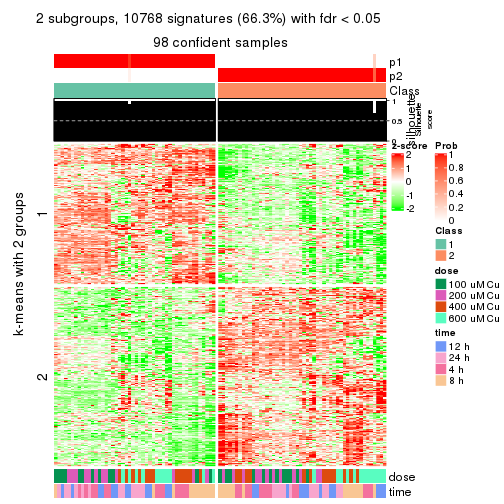 2 subgroups, 10768 signatures (66.3%) with fdr < 0.05
98 confident samples
p1
p2
Class
1
0.5
0
Silhouette
score
Silhouette
k-means with 2 groups
1
2
dose
time
z-score
2
1
0
-1
-2
Prob
1
0.8
0.6
0.4
0.2
0
Class
1
2
dose
100 uM Cu
200 uM Cu
400 uM Cu
600 uM Cu
time
12 h
24 h
4 h
8 h